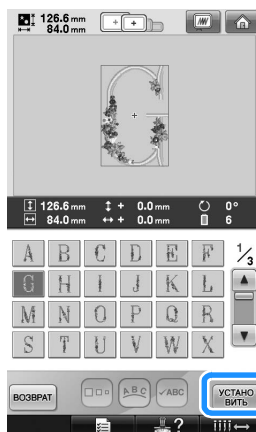 126.6 mm
84.0 mm
126.6 mm + 0.0 mm 0°
84.0 mm + 0.0 mm 6
A B C D E F 1/3
G H I J K L
M N O P Q R
S T U V W X
ВОЗВРАТ ABC ABC УСТАНО
ВИТЬ
?